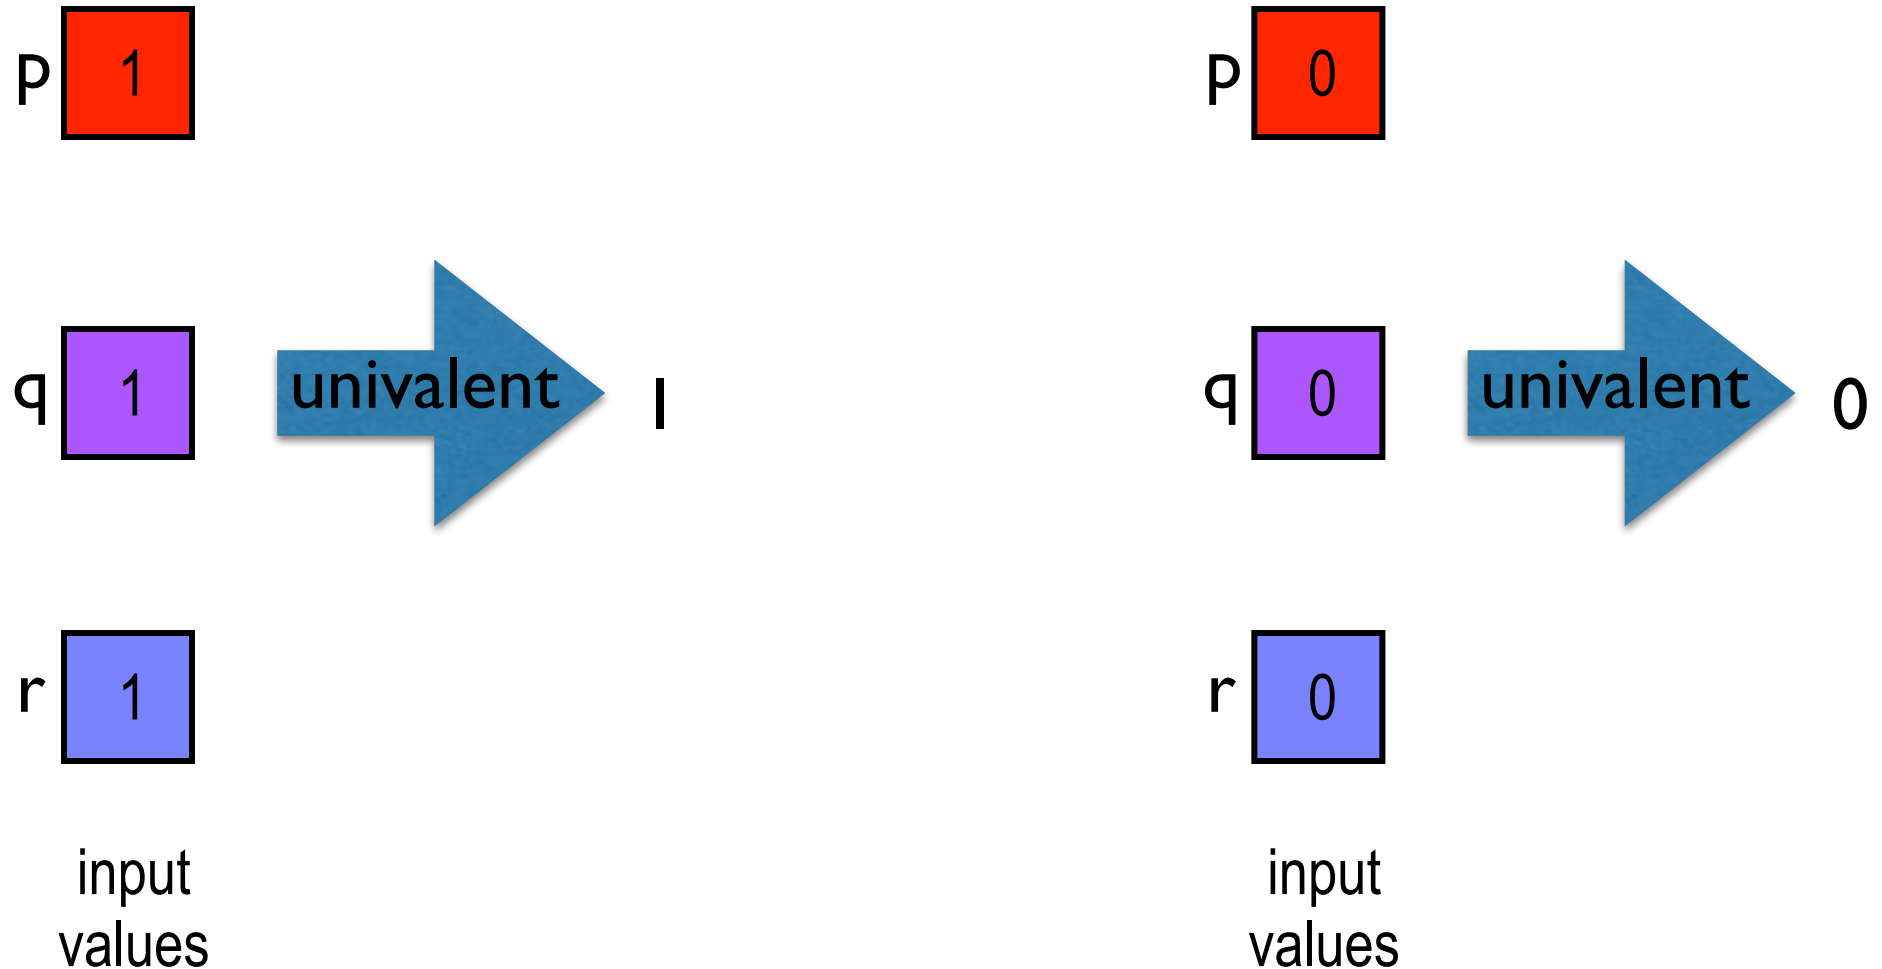 p 1
q 1 univalent 1
r 1
input
values
p 0
q 0 univalent 0
r 0
input
values